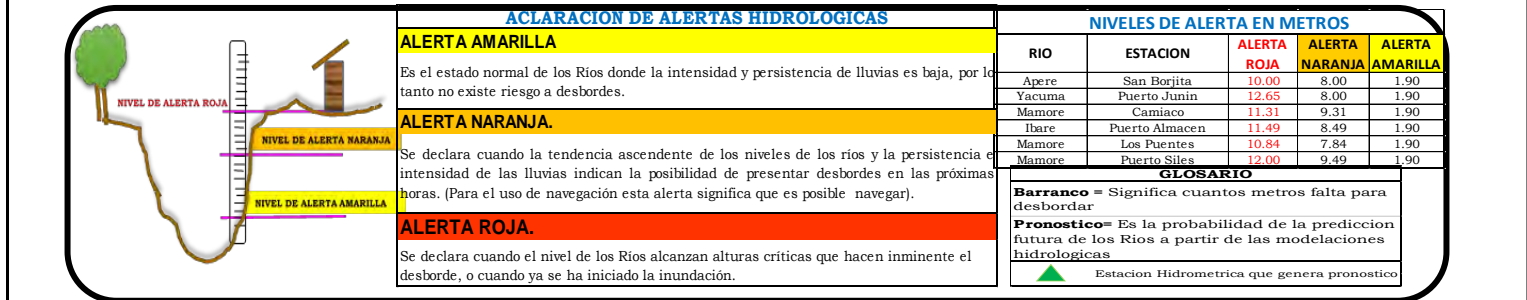 NIVEL DE ALERTA ROJA
NIVEL DE ALERTA NARANJA
NIVEL DE ALERTA AMARILLA
ACLARACION DE ALERTAS HIDROLOGICAS
ALERTA AMARILLA
Es el estado normal de los Ríos donde la intensidad y persistencia de lluvias es baja, por lo
tanto no existe riesgo a desbordes.
ALERTA NARANJA.
Se declara cuando la tendencia ascendente de los niveles de los ríos y la persistencia e
intensidad de las lluvias indican la posibilidad de presentar desbordes en las próximas
horas. (Para el uso de navegación esta alerta significa que es posible navegar).
ALERTA ROJA.
Se declara cuando el nivel de los Ríos alcanzan alturas críticas que hacen inminente el
desborde, o cuando ya se ha iniciado la inundación.
NIVELES DE ALERTA EN METROS
RIO ESTACION ALERTA ROJA ALERTA NARANJA ALERTA AMARILLA
Apere San Borjita 10.00 8.00 1.90
Yacuma Puerto Junin 12.65 8.00 1.90
Mamore Camiaco 11.31 9.31 1.90
Ibare Puerto Almacen 11.49 8.49 1.90
Mamore Los Puentes 10.84 7.84 1.90
Mamore Puerto Siles 12.00 9.49 1.90
GLOSARIO
Barranco = Significa cuantos metros falta para
desbordar
Pronostico= Es la probabilidad de la prediccion
futura de los Rios a partir de las modelaciones
hidrologicas
Estacion Hidrometrica que genera pronostico